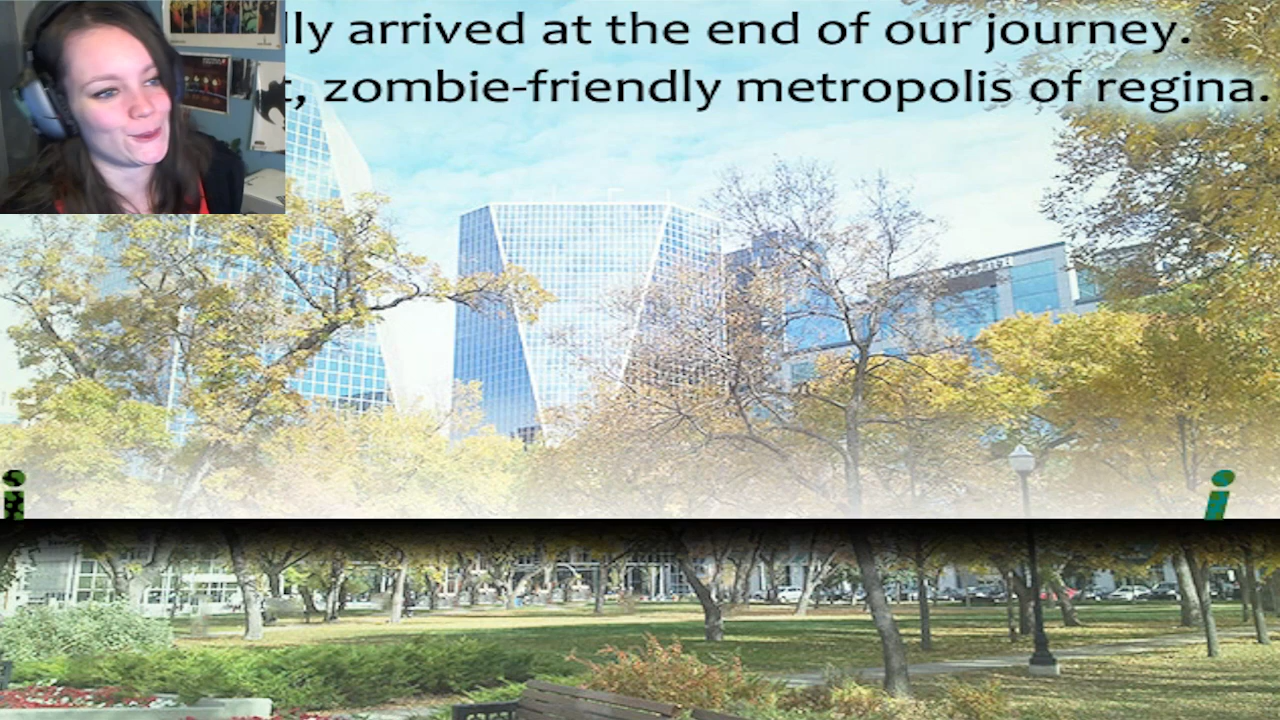 lly arrived at the end of our journey.
t, zombie-friendly metropolis of regina.
i
i